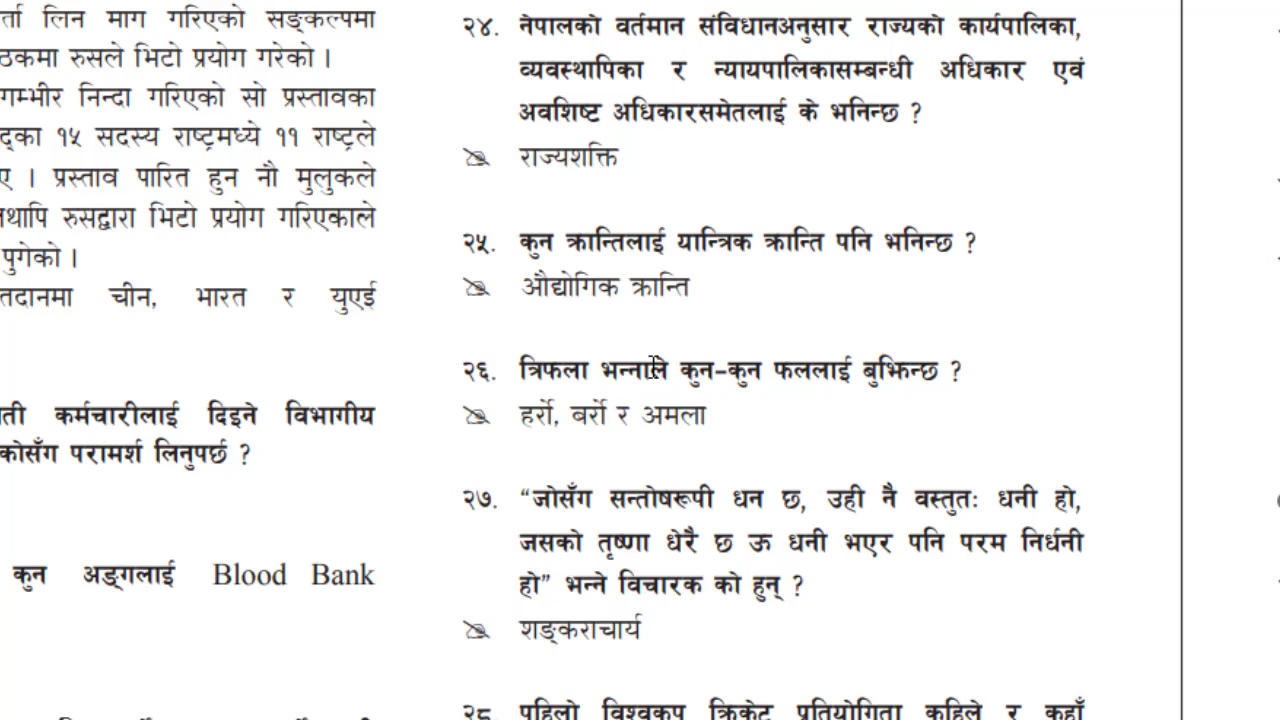 र्ता लिन माग गरिएको सङ्कल्पमा
ठकमा रुसले भिटो प्रयोग गरेको ।
गम्भीर निन्दा गरिएको सो प्रस्तावका
द्का १५ सदस्य राष्ट्रमध्ये ११ राष्ट्रले
ए । प्रस्ताव पारित हुन नौ मुलुकले
तथापि रुसद्वारा भिटो प्रयोग गरिएकाले
पुगेको ।
तदानमा चीन, भारत र युएई
ती कर्मचारीलाई दिइने विभागीय
कोसँग परामर्श लिनुपर्छ ?
कुन अङ्गलाई Blood Bank
२४. नेपालको वर्तमान संविधानअनुसार राज्यको कार्यपालिका,
व्यवस्थापिका र न्यायपालिकासम्बन्धी अधिकार एवं
अवशिष्ट अधिकारसमेतलाई के भनिन्छ ?
राज्यशक्ति
२५. कुन क्रान्तिलाई यान्त्रिक क्रान्ति पनि भनिन्छ ?
औद्योगिक क्रान्ति
२६. त्रिफला भन्नाले कुन–कुन फललाई बुझिन्छ ?
हर्रो, बर्रो र अमला
२७. “जोसँग सन्तोषरूपी धन छ, उही नै वस्तुतः धनी हो,
जसको तृष्णा धेरै छ ऊ धनी भएर पनि परम निर्धनी
हो” भन्ने विचारक को हुन् ?
शङ्कराचार्य
२८. पहिलो विश्वकप क्रिकेट प्रतियोगिता कहिले र कहाँ